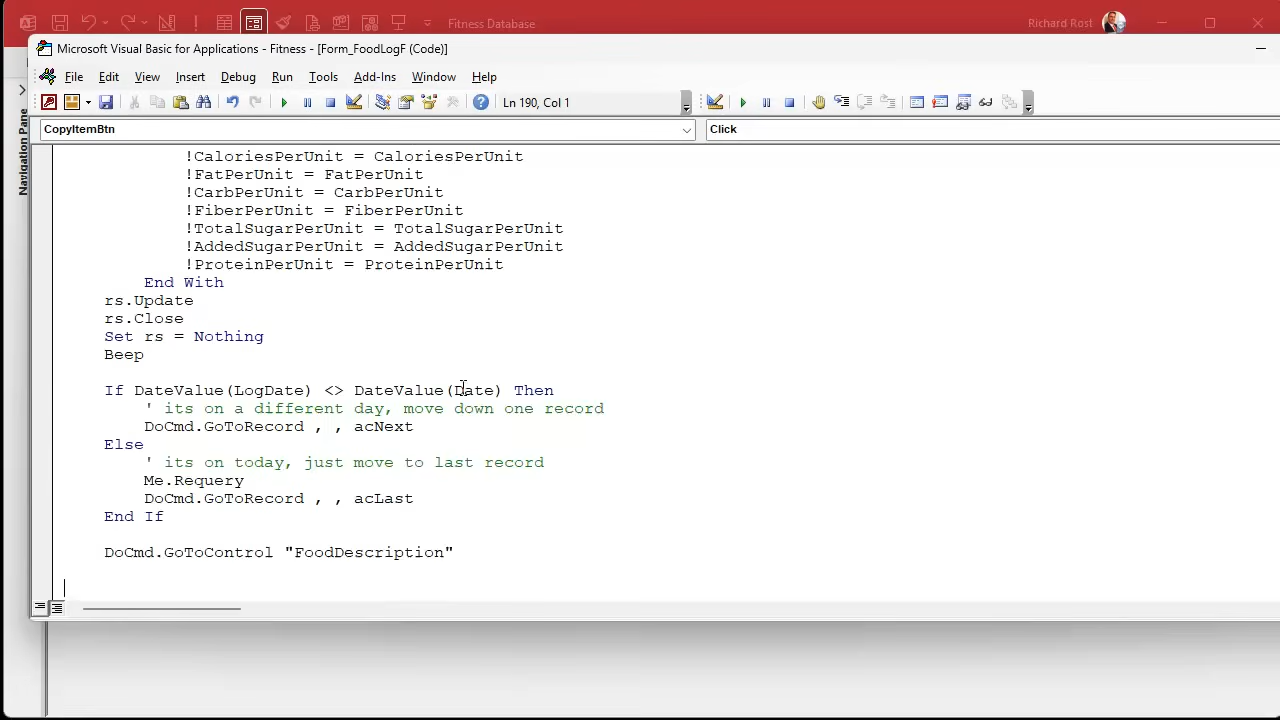 Fitness Database
Richard Rost
Microsoft Visual Basic for Applications - Fitness - [Form_FoodLogF (Code)]
File Edit View Insert Debug Run Tools Add-Ins Window Help
Ln 190, Col 1
CopyItemBtn
Click
Navigation Pane
!CaloriesPerUnit = CaloriesPerUnit
!FatPerUnit = FatPerUnit
!CarbPerUnit = CarbPerUnit
!FiberPerUnit = FiberPerUnit
!TotalSugarPerUnit = TotalSugarPerUnit
!AddedSugarPerUnit = AddedSugarPerUnit
!ProteinPerUnit = ProteinPerUnit
End With
rs.Update
rs.Close
Set rs = Nothing
Beep
If DateValue(LogDate) <> DateValue(Date) Then
' its on a different day, move down one record
DoCmd.GoToRecord , , acNext
Else
' its on today, just move to last record
Me.Requery
DoCmd.GoToRecord , , acLast
End If
DoCmd.GoToControl "FoodDescription"